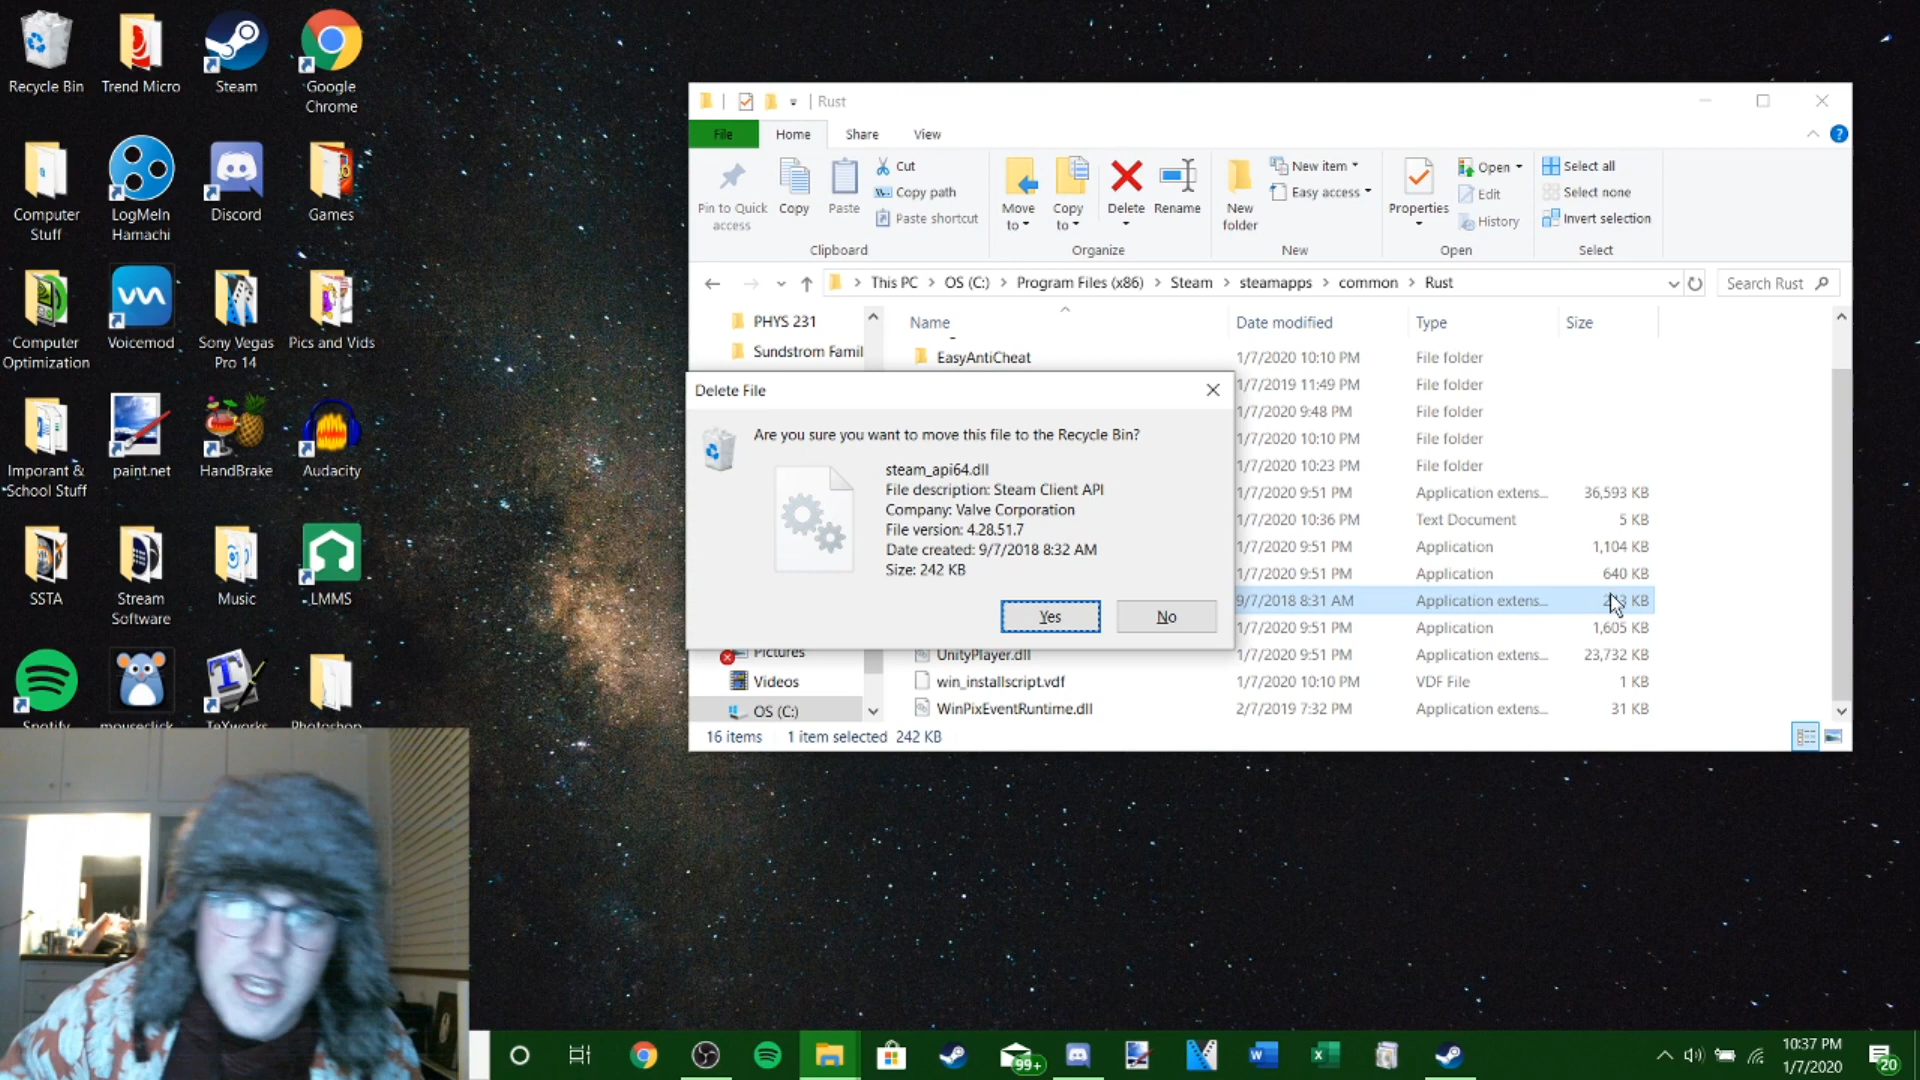 Recycle Bin
Trend Micro
Steam
Google Chrome
Computer Stuff
LogMeIn Hamachi
Discord
Games
Computer Optimization
Voicemod
Sony Vegas Pro 14
Pics and Vids
Imporant & School Stuff
paint.net
HandBrake
Audacity
SSTA
Stream Software
Music
LMMS
Spotify
mouseclick
TeXworks
Photoshop
Rust
File Home Share View
Pin to Quick access
Copy
Paste
Cut
Copy path
Paste shortcut
Move to
Copy to
Delete
Rename
New folder
New item
Easy access
Properties
Open
Edit
History
Select all
Select none
Invert selection
Clipboard
Organize
New
Open
Select
This PC > OS (C:) > Program Files (x86) > Steam > steamapps > common > Rust
Search Rust
PHYS 231
Sundstrom Famil
Pictures
Videos
OS (C:)
Name Date modified Type Size
EasyAntiCheat 1/7/2020 10:10 PM File folder
1/7/2019 11:49 PM File folder
1/7/2020 9:48 PM File folder
1/7/2020 10:10 PM File folder
1/7/2020 10:23 PM File folder
1/7/2020 9:51 PM Application extens... 36,593 KB
1/7/2020 10:36 PM Text Document 5 KB
1/7/2020 9:51 PM Application 1,104 KB
1/7/2020 9:51 PM Application 640 KB
9/7/2018 8:31 AM Application extens... KB
1/7/2020 9:51 PM Application 1,605 KB
UnityPlayer.dll 1/7/2020 9:51 PM Application extens... 23,732 KB
win_installscript.vdf 1/7/2020 10:10 PM VDF File 1 KB
WinPixEventRuntime.dll 2/7/2019 7:32 PM Application extens... 31 KB
16 items 1 item selected 242 KB
Delete File
Are you sure you want to move this file to the Recycle Bin?
steam_api64.dll
File description: Steam Client API
Company: Valve Corporation
File version: 4.28.51.7
Date created: 9/7/2018 8:32 AM
Size: 242 KB
Yes
No
99+
10:37 PM
1/7/2020
20